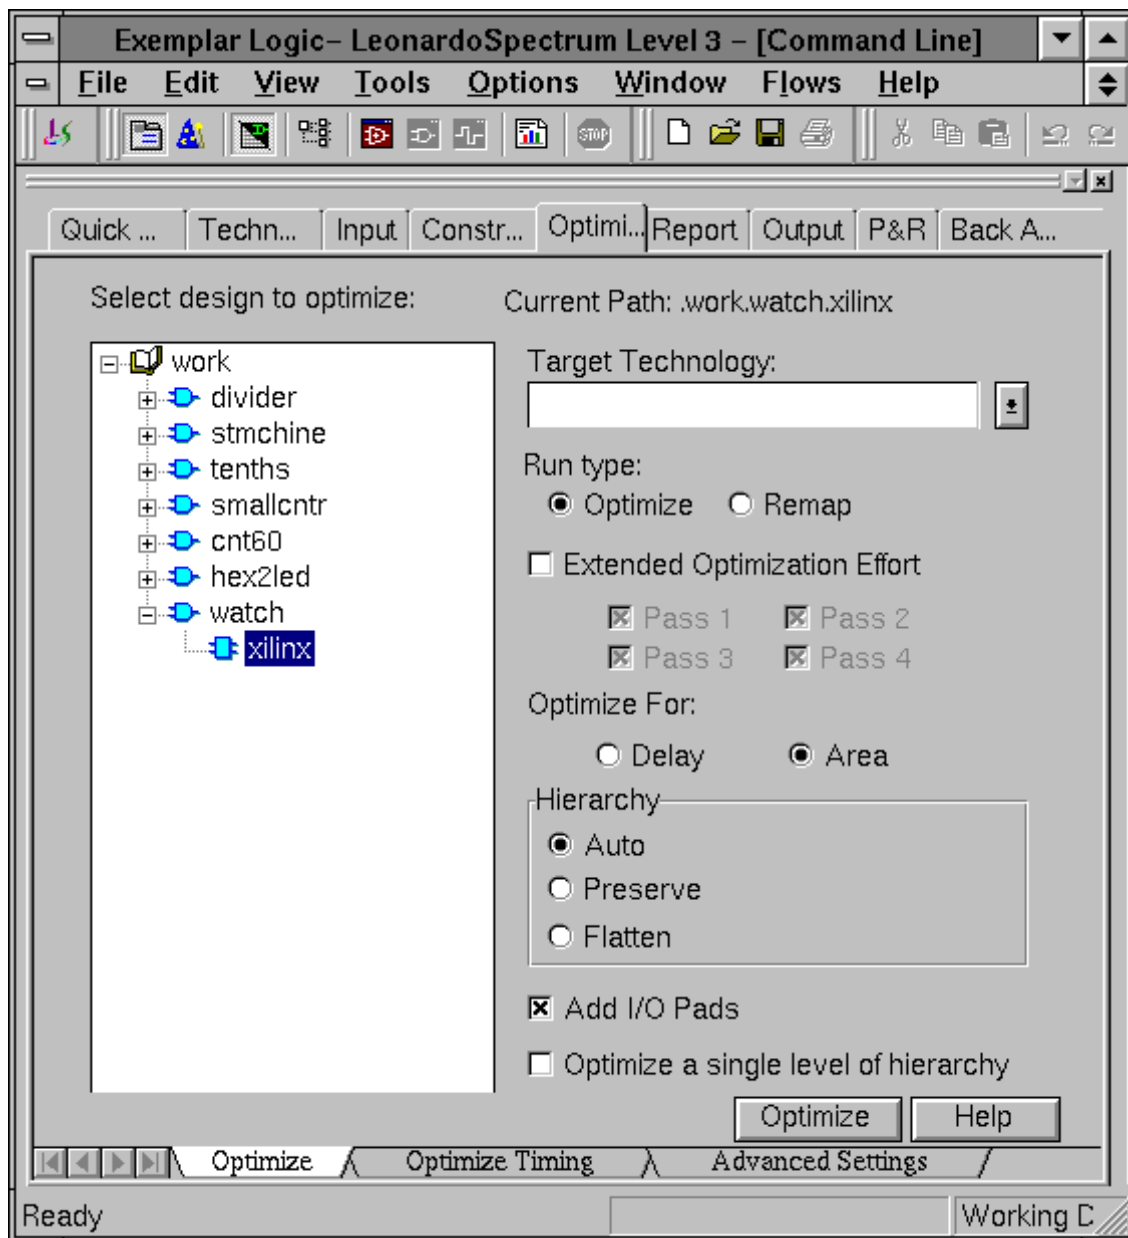 Exemplar Logic– LeonardoSpectrum Level 3 – [Command Line]
File Edit View Tools Options Window Flows Help
STOP
Quick ... Techn... Input Constr... Optimi... Report Output P&R Back A...
Select design to optimize:
Current Path: .work.watch.xilinx
work
divider
stmchine
tenths
smallcntr
cnt60
hex2led
watch
xilinx
Target Technology:
Run type:
Optimize Remap
Extended Optimization Effort
Pass 1 Pass 2
Pass 3 Pass 4
Optimize For:
Delay Area
Hierarchy
Auto
Preserve
Flatten
Add I/O Pads
Optimize a single level of hierarchy
Optimize Help
Optimize Optimize Timing Advanced Settings
Ready Working D